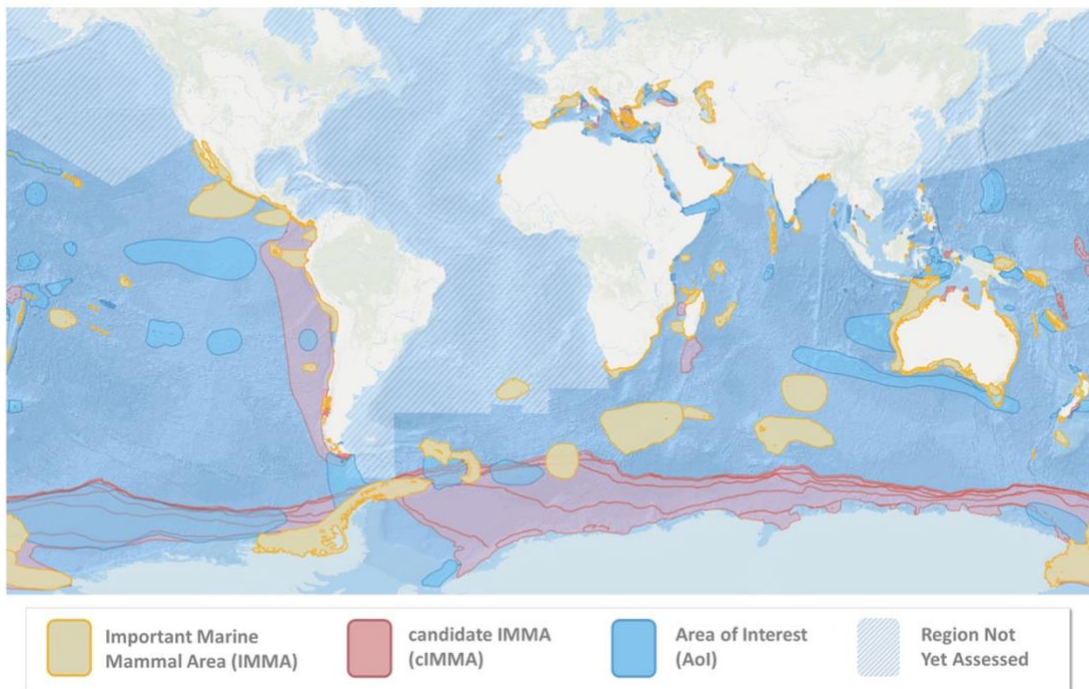 Important Marine
Mammal Area (IMMA)
candidate IMMA
(cIMMA)
Area of Interest
(AoI)
Region Not
Yet Assessed